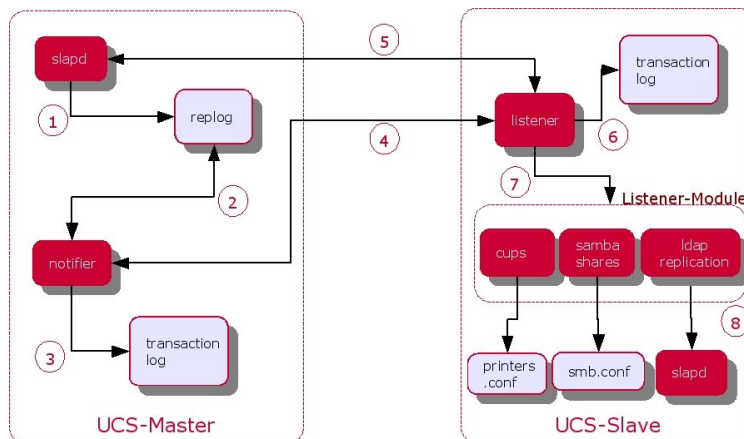 5
slapd
transaction
log
1
replog
listener
6
4
7
2
Listener-Module
notifier
cups
samba
shares
ldap
replication
8
3
transaction
log
printers
.conf
smb.conf
slapd
UCS-Master
UCS-Slave